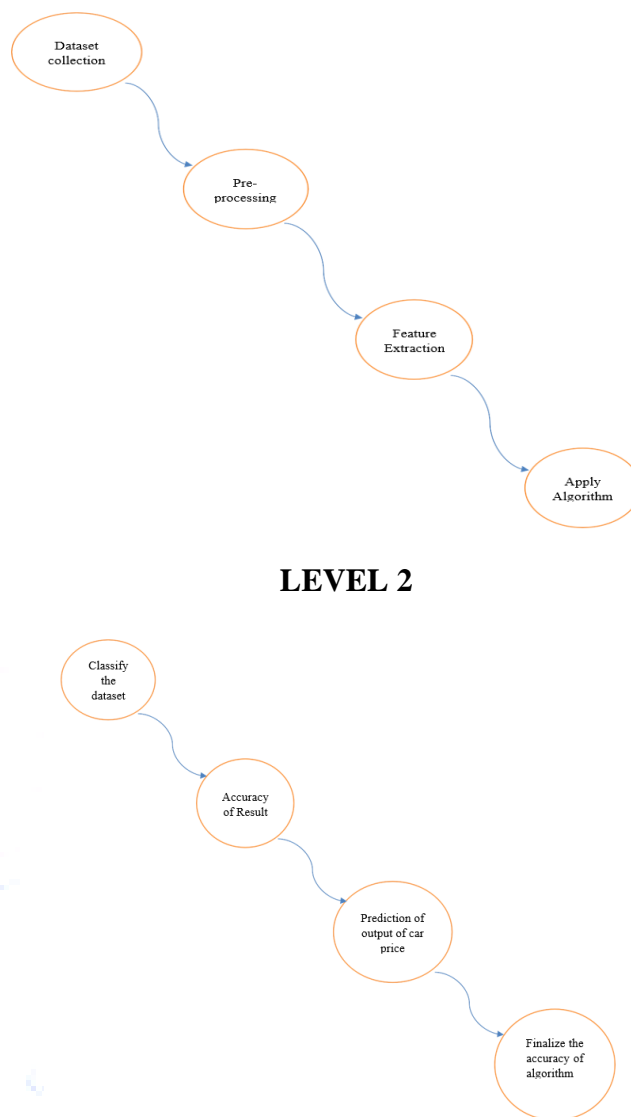 Dataset
collection
Pre-
processing
Feature
Extraction
Apply
Algorithm
LEVEL 2
Classify
the
dataset
Accuracy
of Result
Prediction of
output of car
price
Finalize the
accuracy of
algorithm